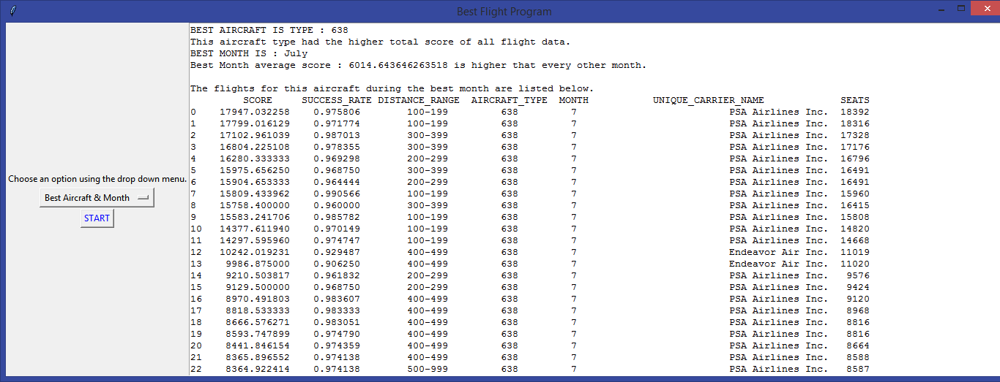 Best Flight Program
BEST AIRCRAFT IS TYPE : 638
This aircraft type had the higher total score of all flight data.
BEST MONTH IS : July
Best Month average score : 6014.643646263518 is higher that every other month.
The flights for this aircraft during the best month are listed below.
SCORE SUCCESS_RATE DISTANCE_RANGE AIRCRAFT_TYPE MONTH UNIQUE_CARRIER_NAME SEATS
0 17947.032258 0.975806 100-199 638 7 PSA Airlines Inc. 18392
1 17799.016129 0.971774 100-199 638 7 PSA Airlines Inc. 18316
2 17102.961039 0.987013 300-399 638 7 PSA Airlines Inc. 17328
3 16804.225108 0.978355 300-399 638 7 PSA Airlines Inc. 17176
4 16280.333333 0.969298 200-299 638 7 PSA Airlines Inc. 16796
5 15975.656250 0.968750 300-399 638 7 PSA Airlines Inc. 16491
6 15904.653333 0.964444 200-299 638 7 PSA Airlines Inc. 16491
7 15809.433962 0.990566 100-199 638 7 PSA Airlines Inc. 15960
8 15758.400000 0.960000 300-399 638 7 PSA Airlines Inc. 16415
9 15583.241706 0.985782 100-199 638 7 PSA Airlines Inc. 15808
10 14377.611940 0.970149 100-199 638 7 PSA Airlines Inc. 14820
11 14297.595960 0.974747 100-199 638 7 PSA Airlines Inc. 14668
12 10242.019231 0.929487 400-499 638 7 Endeavor Air Inc. 11019
13 9986.875000 0.906250 400-499 638 7 Endeavor Air Inc. 11020
14 9210.503817 0.961832 200-299 638 7 PSA Airlines Inc. 9576
15 9129.500000 0.968750 200-299 638 7 PSA Airlines Inc. 9424
16 8970.491803 0.983607 400-499 638 7 PSA Airlines Inc. 9120
17 8818.533333 0.983333 400-499 638 7 PSA Airlines Inc. 8968
18 8666.576271 0.983051 400-499 638 7 PSA Airlines Inc. 8816
19 8593.747899 0.974790 400-499 638 7 PSA Airlines Inc. 8816
20 8441.846154 0.974359 400-499 638 7 PSA Airlines Inc. 8664
21 8365.896552 0.974138 400-499 638 7 PSA Airlines Inc. 8588
22 8364.922414 0.974138 500-999 638 7 PSA Airlines Inc. 8587
Choose an option using the drop down menu.
Best Aircraft & Month
START